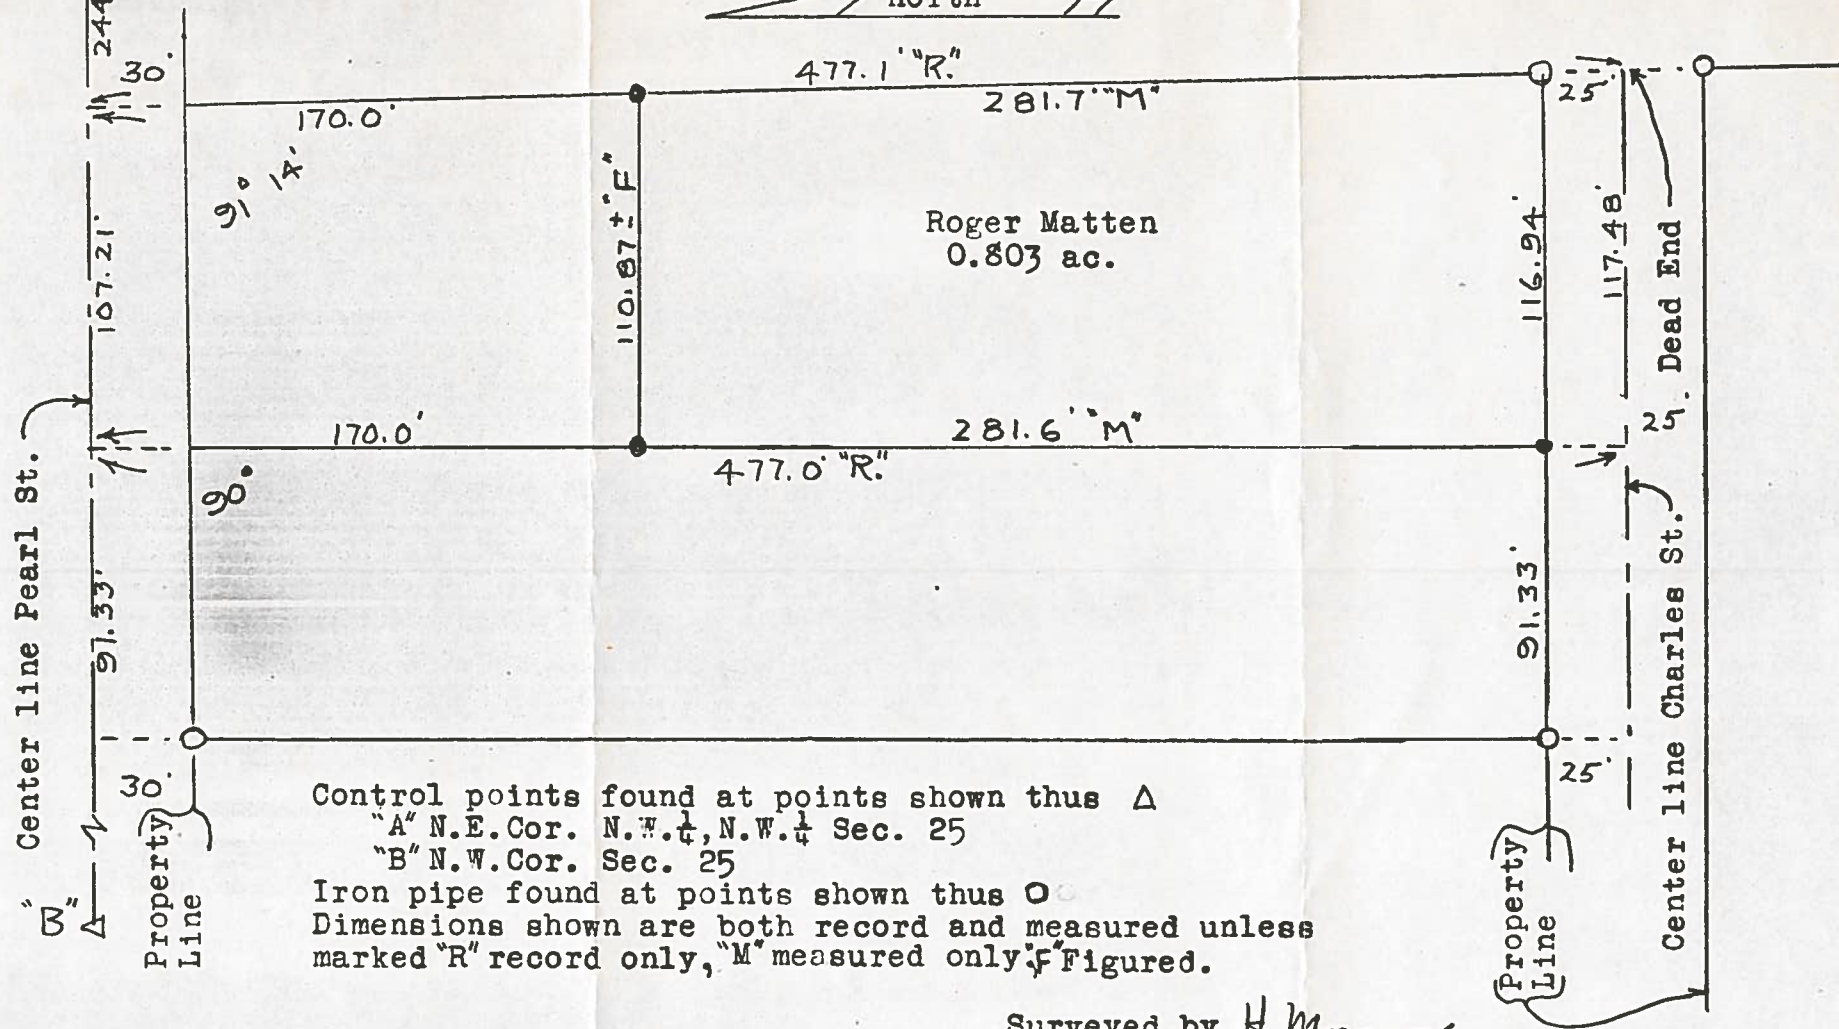 North
244
30'
477.1' "R."
25'
170.0'
281.7' "M"
91° 14'
110.87 ± "F"
Roger Matten
0.803 ac.
107.21'
116.94'
117.48'
Dead End
25'
170.0'
281.6' "M"
477.0' "R."
90°
Center line Pearl St.
97.33'
91.33'
Center line Charles St.
30'
25'
Control points found at points shown thus Δ
"A" N.E.Cor. N.W.¼,N.W.¼ Sec. 25
"B" N.W.Cor. Sec. 25
Iron pipe found at points shown thus O
Dimensions shown are both record and measured unless
marked "R" record only, "M" measured only, "F" Figured.
"B" Δ
Property
Line
Property
Line
Surveyed by H